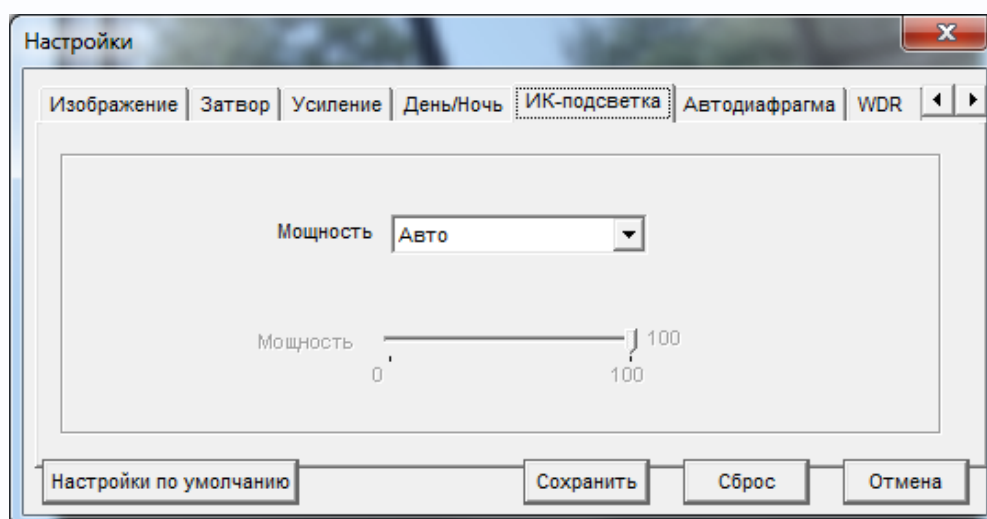 Настройки
Изображение Затвор Усиление День/Ночь ИК-подсветка Автодиафрагма WDR
Мощность Авто
Мощность 100
0 100
Настройки по умолчанию Сохранить Сброс Отмена